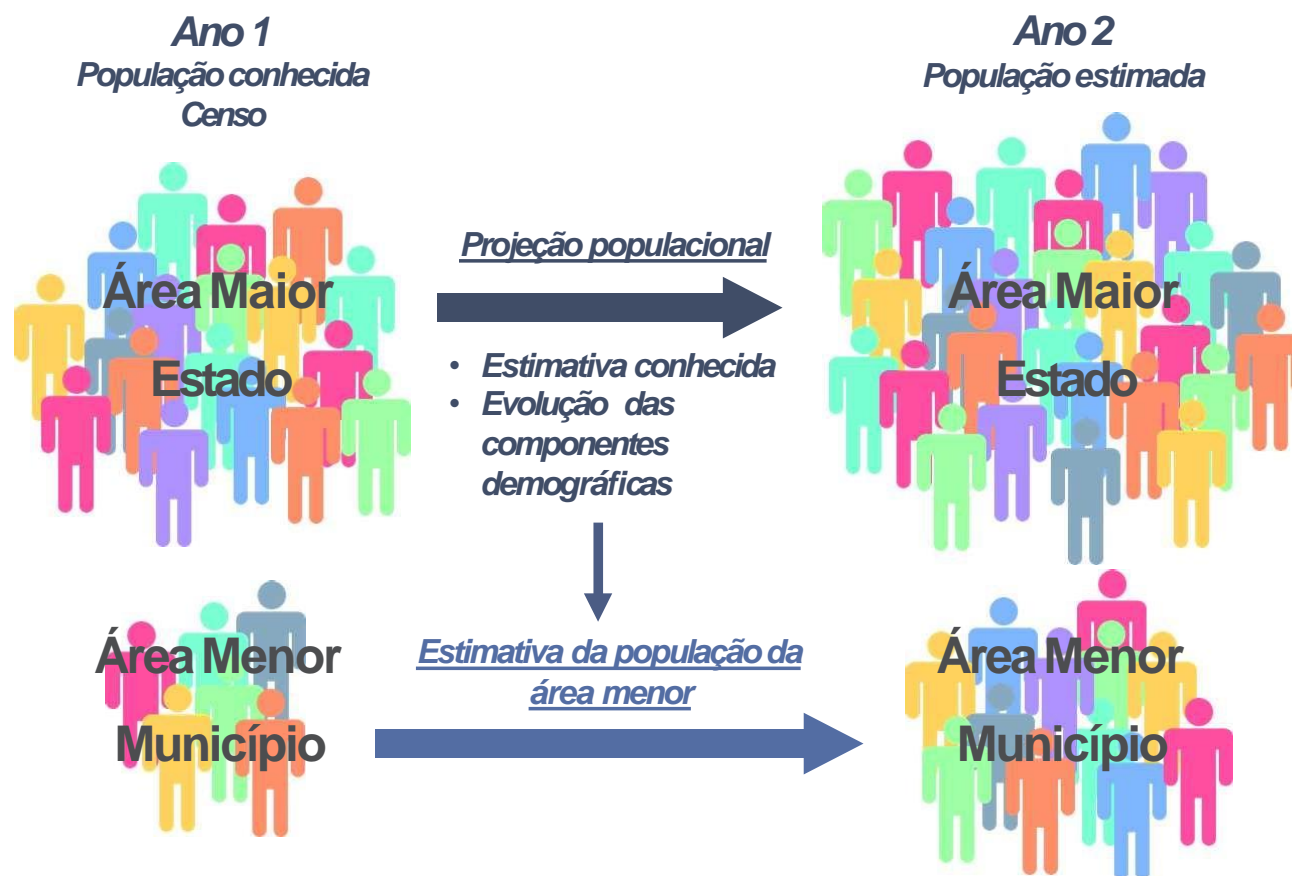 Ano 1
População conhecida
Censo
Ano 2
População estimada
Área Maior
Estado
Projeção populacional
• Estimativa conhecida
• Evolução das
componentes
demográficas
Área Maior
Estado
Área Menor
Município
Estimativa da população da
área menor
Área Menor
Município